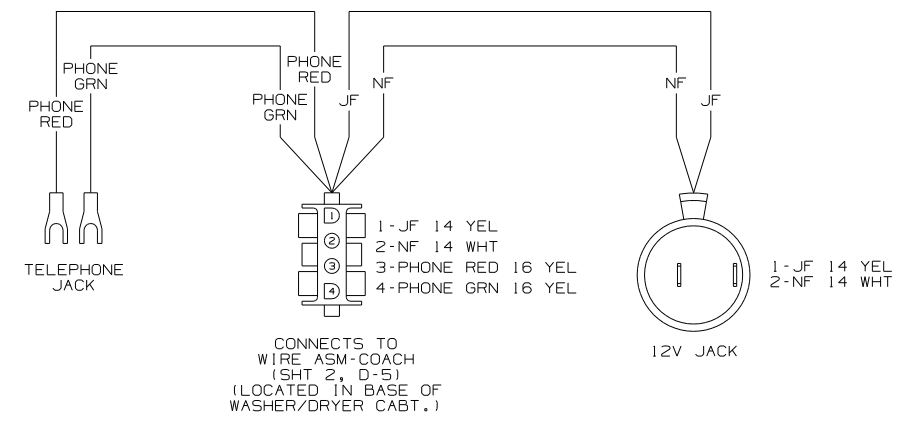 PHONE
RED
PHONE
GRN
PHONE
GRN
PHONE
RED
JF
NF
NF
JF
1
2
3
4
1-JF 14 YEL
2-NF 14 WHT
3-PHONE RED 16 YEL
4-PHONE GRN 16 YEL
TELEPHONE
JACK
CONNECTS TO
WIRE ASM-COACH
(SHT 2, D-5)
(LOCATED IN BASE OF
WASHER/DRYER CABT.)
1-JF 14 YEL
2-NF 14 WHT
12V JACK